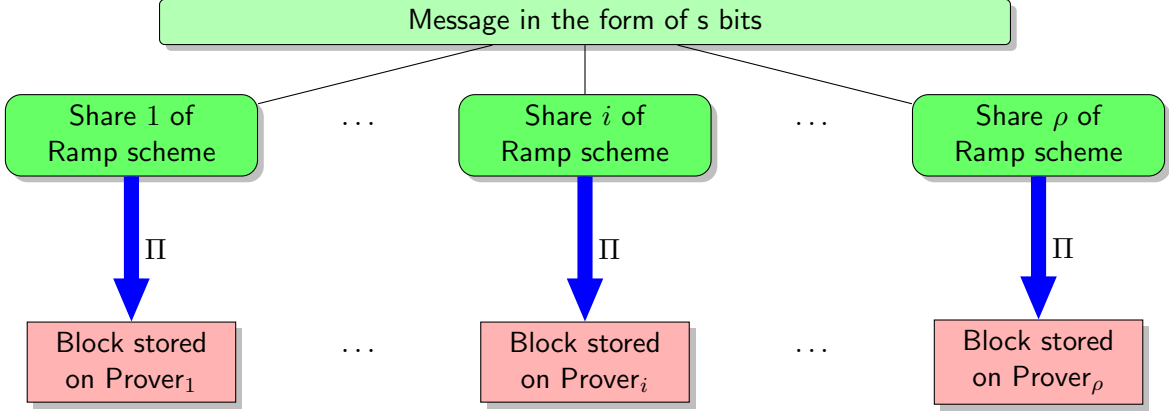 Message in the form of s bits
Share 1 of
Ramp scheme
...
Share i of
Ramp scheme
...
Share ρ of
Ramp scheme
Π
Π
Π
Block stored
on Prover₁
...
Block stored
on Proverᵢ
...
Block stored
on Proverᵨ